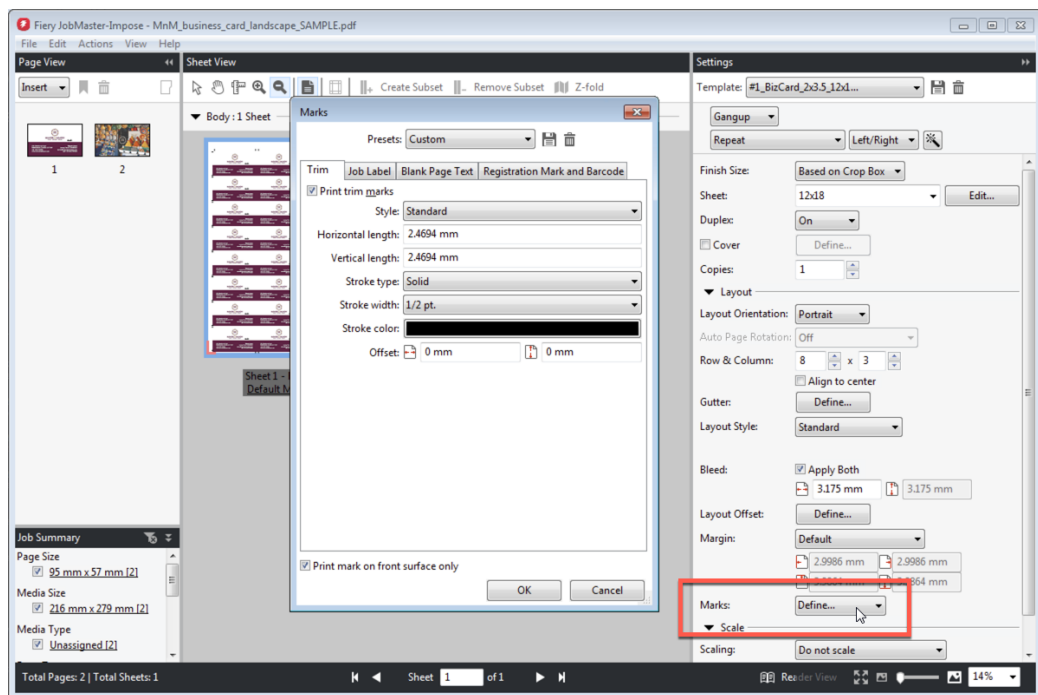 Fiery JobMaster-Impose - MnM_business_card_landscape_SAMPLE.pdf
File Edit Actions View Help
Page View
Sheet View
Settings
Insert
Create Subset
Remove Subset
Z-fold
Template: #1_BizCard_2x3.5_12x1...
Body : 1 Sheet
1
2
Sheet 1 -
Marks
Presets: Custom
Trim
Job Label
Blank Page Text
Registration Mark and Barcode
Print trim marks
Style: Standard
Horizontal length: 2.4694 mm
Vertical length: 2.4694 mm
Stroke type: Solid
Stroke width: 1/2 pt.
Stroke color:
Offset: 0 mm 0 mm
Print mark on front surface only
OK
Cancel
Gangup
Repeat
Left/Right
Finish Size: Based on Crop Box
Sheet: 12x18 Edit...
Duplex: On
Cover Define...
Copies: 1
Layout
Layout Orientation: Portrait
Auto Page Rotation: Off
Row & Column: 8 x 3
Align to center
Gutter: Define...
Layout Style: Standard
Bleed: Apply Both
3.175 mm 3.175 mm
Layout Offset: Define...
Margin: Default
2.9986 mm 2.9986 mm
Marks: Define...
Scale
Scaling: Do not scale
Job Summary
Page Size
95 mm x 57 mm [2]
Media Size
216 mm x 279 mm [2]
Media Type
Unassigned [2]
Total Pages: 2 | Total Sheets: 1
Sheet 1 of 1
Reader View
14%